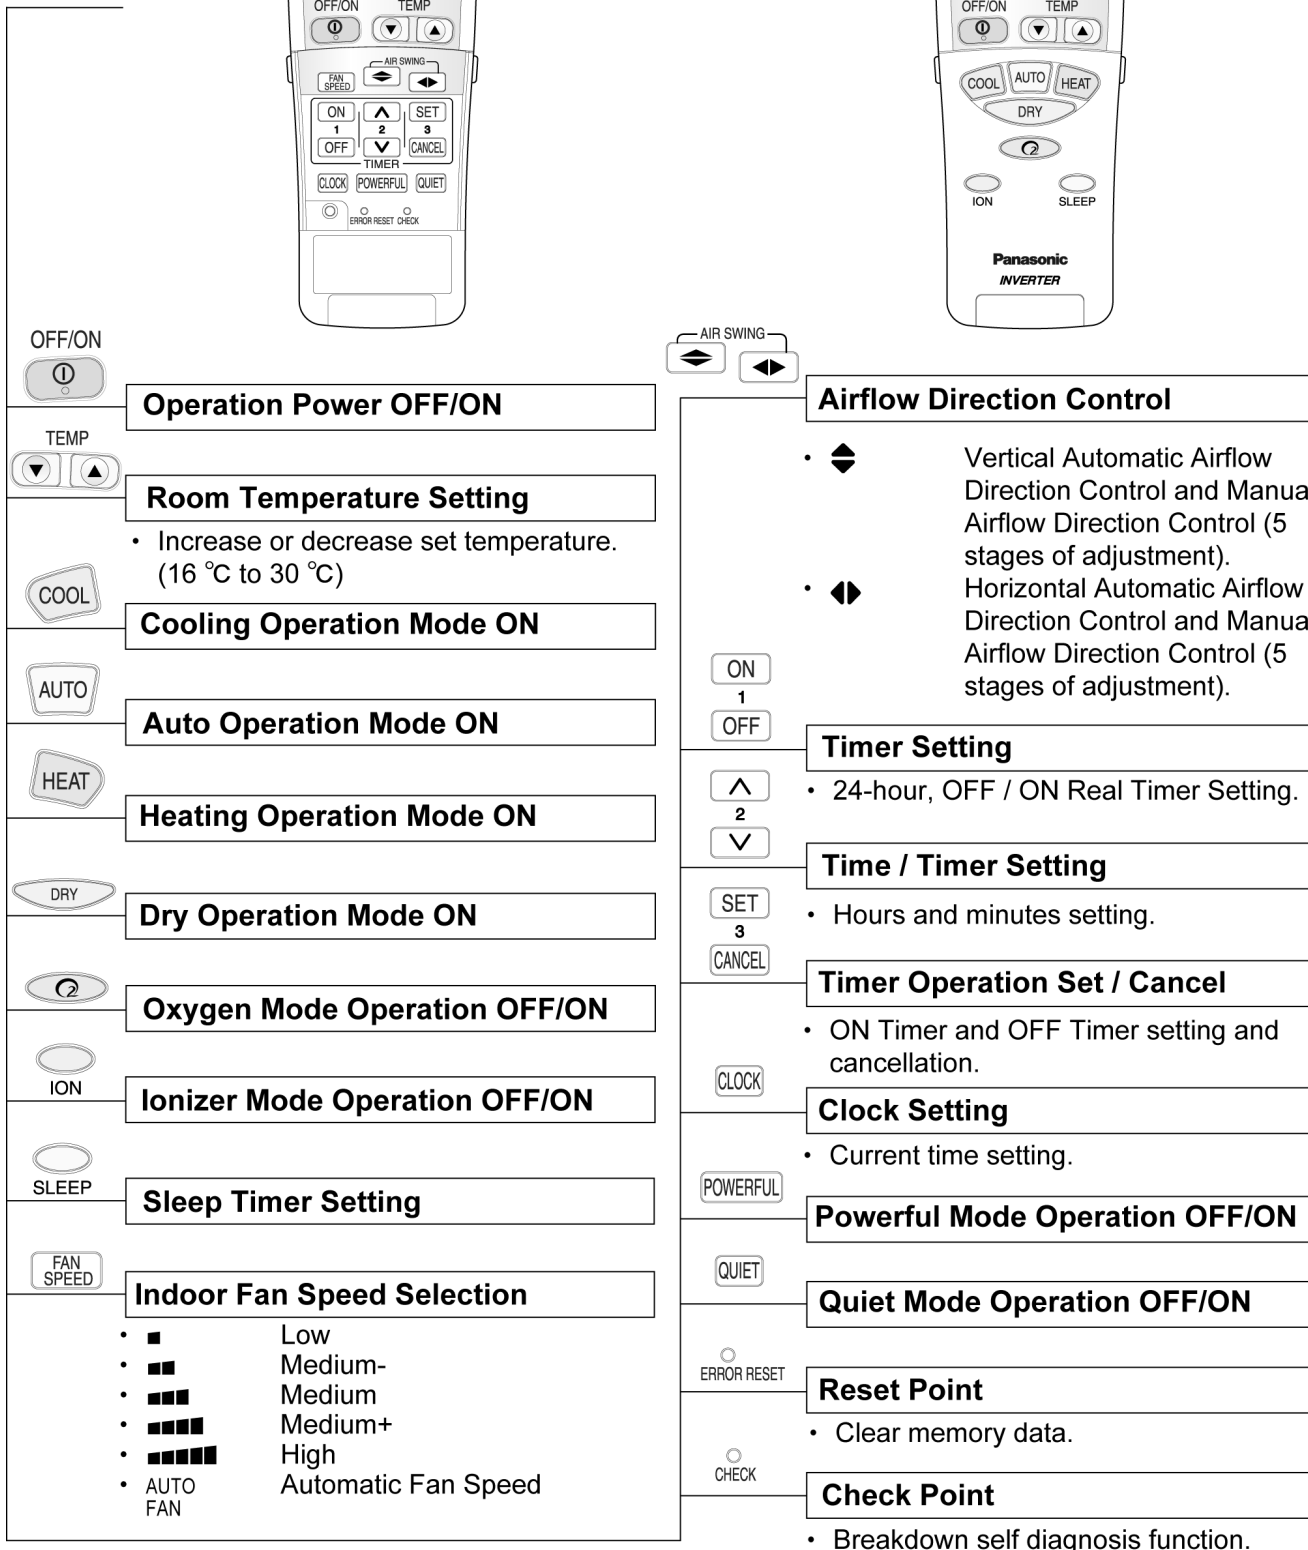 OFF/ON TEMP
AIR SWING
FAN
SPEED
ON SET
1 2 3
OFF CANCEL
TIMER
CLOCK POWERFUL QUIET
ERROR RESET CHECK
OFF/ON TEMP
COOL AUTO HEAT
DRY
O2
ION SLEEP
Panasonic
INVERTER
OFF/ON
Operation Power OFF/ON
TEMP
Room Temperature Setting
• Increase or decrease set temperature.
(16 °C to 30 °C)
COOL
Cooling Operation Mode ON
AUTO
Auto Operation Mode ON
HEAT
Heating Operation Mode ON
DRY
Dry Operation Mode ON
O2
Oxygen Mode Operation OFF/ON
ION
Ionizer Mode Operation OFF/ON
SLEEP
Sleep Timer Setting
FAN
SPEED
Indoor Fan Speed Selection
• Low
• Medium-
• Medium
• Medium+
• High
• AUTO Automatic Fan Speed
FAN
AIR SWING
Airflow Direction Control
• Vertical Automatic Airflow
Direction Control and Manua
Airflow Direction Control (5
stages of adjustment).
• Horizontal Automatic Airflow
Direction Control and Manua
Airflow Direction Control (5
stages of adjustment).
ON
1
OFF
Timer Setting
• 24-hour, OFF / ON Real Timer Setting.
2
Time / Timer Setting
• Hours and minutes setting.
SET
3
CANCEL
Timer Operation Set / Cancel
• ON Timer and OFF Timer setting and
cancellation.
CLOCK
Clock Setting
• Current time setting.
POWERFUL
Powerful Mode Operation OFF/ON
QUIET
Quiet Mode Operation OFF/ON
ERROR RESET
Reset Point
• Clear memory data.
CHECK
Check Point
• Breakdown self diagnosis function.